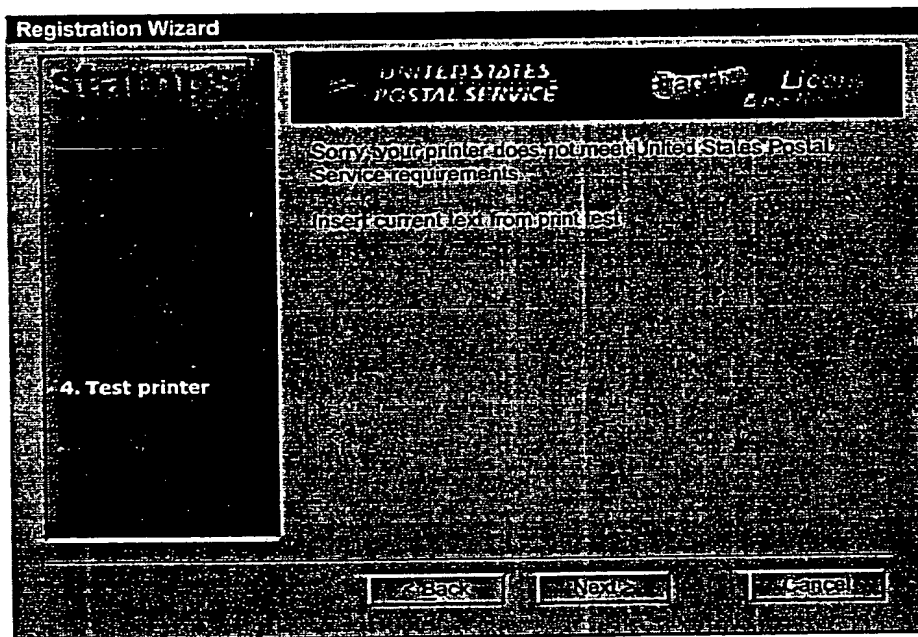 Registration Wizard
UNITED STATES
POSTAL SERVICE
Sorry, your printer does not meet United States Postal
Service requirements.
Insert current text from print test
4. Test printer
< Back
Next >
Cancel